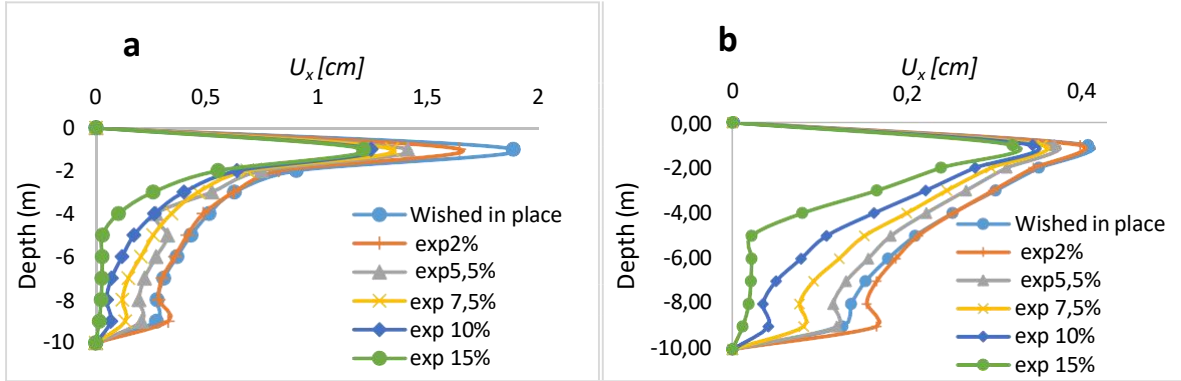 a
U_x [cm]
0 0,5 1 1,5 2
0
-2
-4
-6
-8
-10
Depth (m)
Wished in place
exp2%
exp5,5%
exp 7,5%
exp 10%
exp 15%
b
U_x [cm]
0 0,2 0,4
0,00
-2,00
-4,00
-6,00
-8,00
-10,00
Depth (m)
Wished in place
exp2%
exp5,5%
exp 7,5%
exp 10%
exp 15%